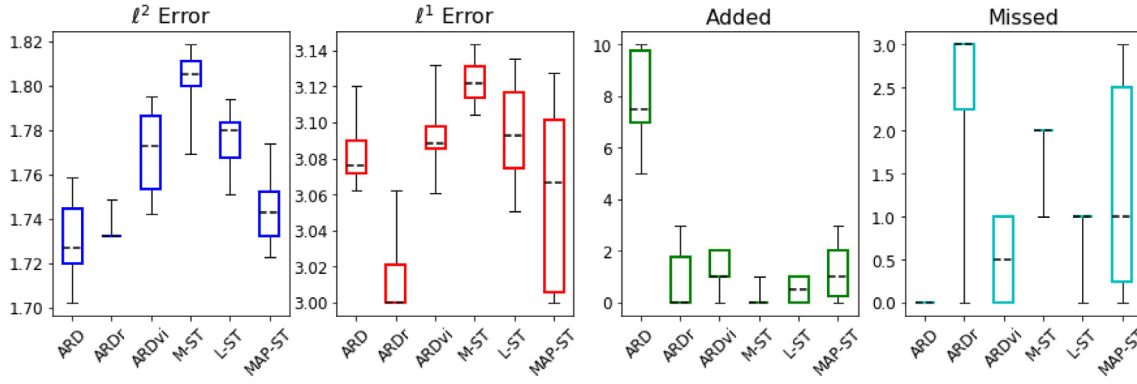 ℓ² Error
1.82
1.80
1.78
1.76
1.74
1.72
1.70
ARD
ARDr
ARDvi
M-ST
L-ST
MAP-ST
ℓ¹ Error
3.14
3.12
3.10
3.08
3.06
3.04
3.02
3.00
ARD
ARDr
ARDvi
M-ST
L-ST
MAP-ST
Added
10
8
6
4
2
0
ARD
ARDr
ARDvi
M-ST
L-ST
MAP-ST
Missed
3.0
2.5
2.0
1.5
1.0
0.5
0.0
ARD
ARDr
ARDvi
M-ST
L-ST
MAP-ST